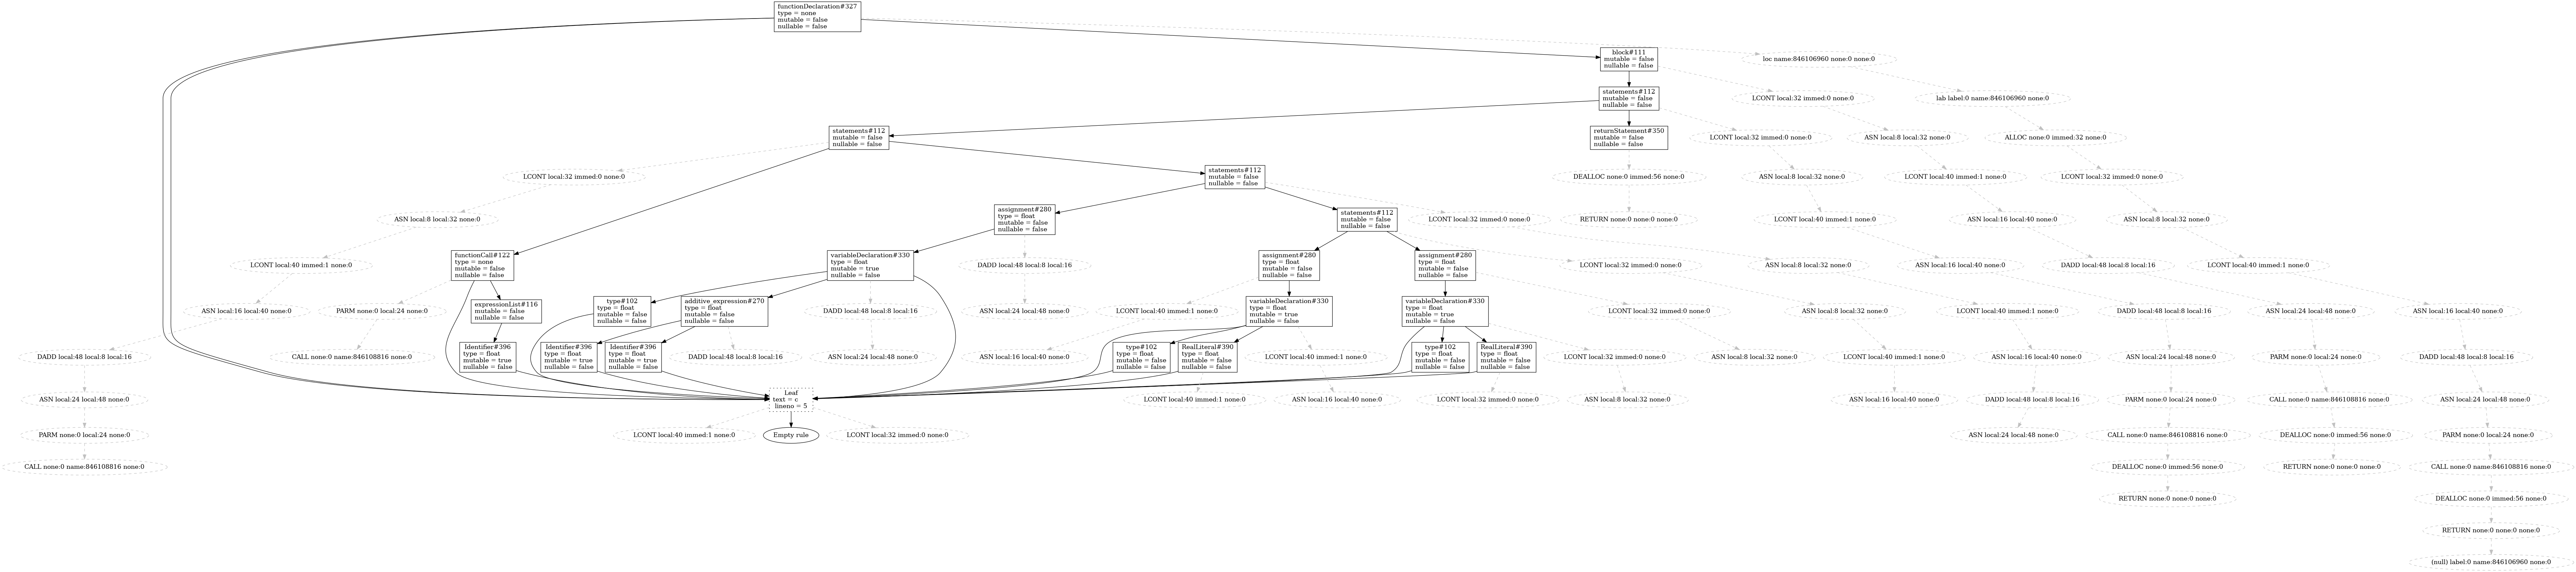 functionDeclaration#327
type = none
mutable = false
nullable = false
block#111
mutable = false
nullable = false
loc name:846106960 none:0 none:0
statements#112
mutable = false
nullable = false
LCONT local:32 immed:0 none:0
lab label:0 name:846106960 none:0
statements#112
mutable = false
nullable = false
returnStatement#350
mutable = false
nullable = false
LCONT local:32 immed:0 none:0
ASN local:8 local:32 none:0
ALLOC none:0 immed:32 none:0
LCONT local:32 immed:0 none:0
statements#112
mutable = false
nullable = false
DEALLOC none:0 immed:56 none:0
ASN local:8 local:32 none:0
LCONT local:40 immed:1 none:0
LCONT local:32 immed:0 none:0
ASN local:8 local:32 none:0
assignment#280
type = float
mutable = false
nullable = false
statements#112
mutable = false
nullable = false
LCONT local:32 immed:0 none:0
RETURN none:0 none:0 none:0
LCONT local:40 immed:1 none:0
ASN local:16 local:40 none:0
ASN local:8 local:32 none:0
LCONT local:40 immed:1 none:0
functionCall#122
type = none
mutable = false
nullable = false
variableDeclaration#330
type = float
mutable = true
nullable = false
DADD local:48 local:8 local:16
assignment#280
type = float
mutable = false
nullable = false
assignment#280
type = float
mutable = false
nullable = false
LCONT local:32 immed:0 none:0
ASN local:8 local:32 none:0
ASN local:16 local:40 none:0
DADD local:48 local:8 local:16
LCONT local:40 immed:1 none:0
ASN local:16 local:40 none:0
PARM none:0 local:24 none:0
expressionList#116
mutable = false
nullable = false
type#102
type = float
mutable = false
nullable = false
additive_expression#270
type = float
mutable = false
nullable = false
DADD local:48 local:8 local:16
ASN local:24 local:48 none:0
LCONT local:40 immed:1 none:0
variableDeclaration#330
type = float
mutable = true
nullable = false
variableDeclaration#330
type = float
mutable = true
nullable = false
LCONT local:32 immed:0 none:0
ASN local:8 local:32 none:0
LCONT local:40 immed:1 none:0
DADD local:48 local:8 local:16
ASN local:24 local:48 none:0
ASN local:16 local:40 none:0
DADD local:48 local:8 local:16
CALL none:0 name:846108816 none:0
Identifier#396
type = float
mutable = true
nullable = false
Identifier#396
type = float
mutable = true
nullable = false
Identifier#396
type = float
mutable = true
nullable = false
DADD local:48 local:8 local:16
ASN local:24 local:48 none:0
ASN local:16 local:40 none:0
type#102
type = float
mutable = false
nullable = false
RealLiteral#390
type = float
mutable = false
nullable = false
LCONT local:40 immed:1 none:0
type#102
type = float
mutable = false
nullable = false
RealLiteral#390
type = float
mutable = false
nullable = false
LCONT local:32 immed:0 none:0
ASN local:8 local:32 none:0
LCONT local:40 immed:1 none:0
ASN local:16 local:40 none:0
ASN local:24 local:48 none:0
PARM none:0 local:24 none:0
DADD local:48 local:8 local:16
ASN local:24 local:48 none:0
Leaf
text = c
lineno = 5
LCONT local:40 immed:1 none:0
ASN local:16 local:40 none:0
LCONT local:32 immed:0 none:0
ASN local:8 local:32 none:0
ASN local:16 local:40 none:0
DADD local:48 local:8 local:16
PARM none:0 local:24 none:0
CALL none:0 name:846108816 none:0
ASN local:24 local:48 none:0
PARM none:0 local:24 none:0
LCONT local:40 immed:1 none:0
Empty rule
LCONT local:32 immed:0 none:0
ASN local:24 local:48 none:0
CALL none:0 name:846108816 none:0
DEALLOC none:0 immed:56 none:0
PARM none:0 local:24 none:0
CALL none:0 name:846108816 none:0
DEALLOC none:0 immed:56 none:0
RETURN none:0 none:0 none:0
CALL none:0 name:846108816 none:0
RETURN none:0 none:0 none:0
DEALLOC none:0 immed:56 none:0
RETURN none:0 none:0 none:0
(null) label:0 name:846106960 none:0